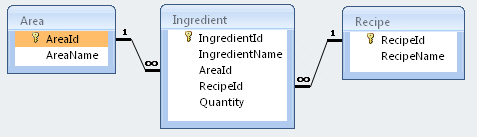 Area
AreaId
AreaName
1
∞
Ingredient
IngredientId
IngredientName
AreaId
RecipeId
Quantity
1
∞
Recipe
RecipeId
RecipeName